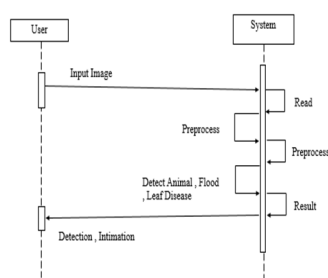 User
System
Input Image
Read
Preprocess
Preprocess
Detect Animal , Flood
, Leaf Disease
Result
Detection , Intimation